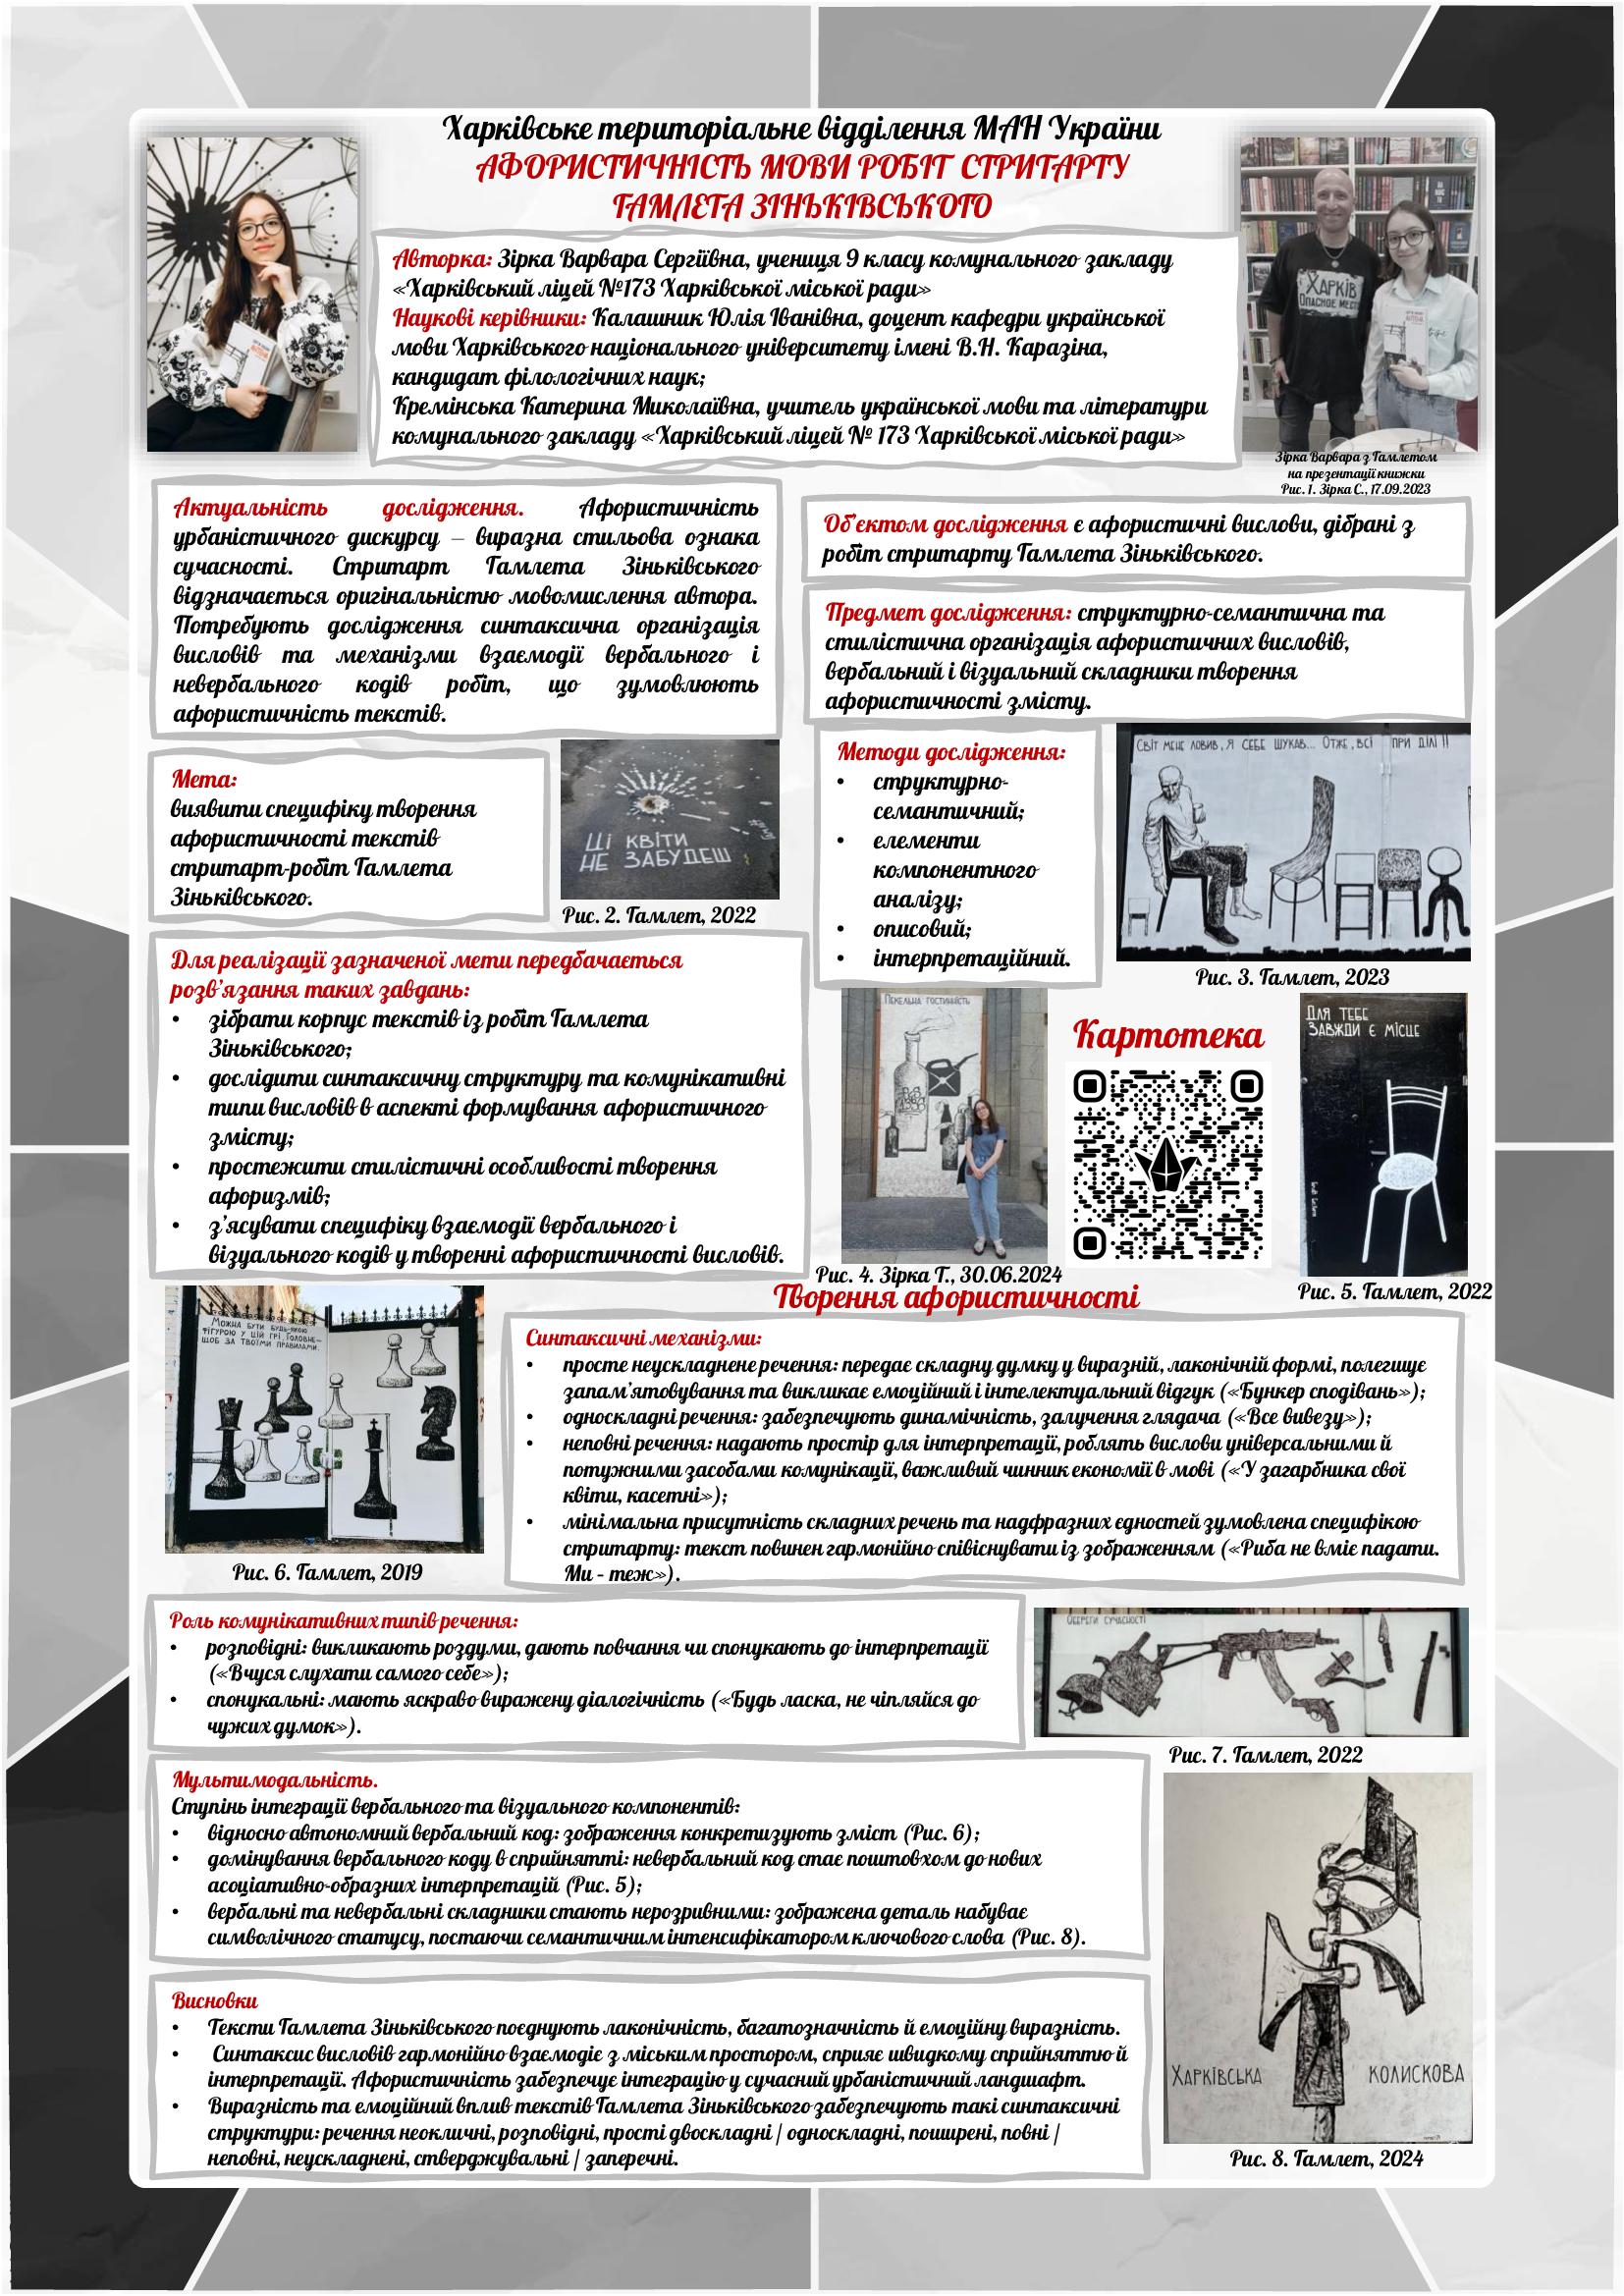 Харківське територіальне відділення МАН України
АФОРИСТИЧНІСТЬ МОВИ РОБІТ СТРИТАРТУ
ГАМЛЕТА ЗІНЬКІВСЬКОГО
Авторка: Зірка Варвара Сергіївна, учениця 9 класу комунального закладу
«Харківський ліцей №173 Харківської міської ради»
Наукові керівники: Калашник Юлія Іванівна, доцент кафедри української
мови Харківського національного університету імені В.Н. Каразіна,
кандидат філологічних наук;
Кремінська Катерина Миколаївна, учитель української мови та літератури
комунального закладу «Харківський ліцей № 173 Харківської міської ради»
ХАРКІВ
ОПАСНОЕ МЕСТО
Зірка Варвара з Гамлетом
на презентації книжки
Рис. 1. Зірка С., 17.09.2023
Актуальність дослідження. Афористичність
урбаністичного дискурсу – виразна стильова ознака
сучасності. Стритарт Гамлета Зіньківського
відзначається оригінальністю мовомислення автора.
Потребують дослідження синтаксична організація
висловів та механізми взаємодії вербального і
невербального кодів робіт, що зумовлюють
афористичність текстів.
Об'єктом дослідження є афористичні вислови, дібрані з
робіт стритарту Гамлета Зіньківського.
Предмет дослідження: структурно-семантична та
стилістична організація афористичних висловів,
вербальний і візуальний складники творення
афористичності змісту.
Мета:
виявити специфіку творення
афористичності текстів
стритарт-робіт Гамлета
Зіньківського.
ЦІ КВІТИ
НЕ ЗАБУДЕШ
Рис. 2. Гамлет, 2022
Методи дослідження:
• структурно-
семантичний;
• елементи
компонентного
аналізу;
• описовий;
• інтерпретаційний.
СВІТ МЕНЕ ЛОВИВ, Я СЕБЕ ШУКАВ... ОТЖЕ, ВСІ ПРИ ДІЛІ!!
Рис. 3. Гамлет, 2023
Для реалізації зазначеної мети передбачається
розв'язання таких завдань:
• зібрати корпус текстів із робіт Гамлета
Зіньківського;
• дослідити синтаксичну структуру та комунікативні
типи висловів в аспекті формування афористичного
змісту;
• простежити стилістичні особливості творення
афоризмів;
• з'ясувати специфіку взаємодії вербального і
візуального кодів у творенні афористичності висловів.
ПЕКЕЛЬНА ГОСТИННІСТЬ
Рис. 4. Зірка Т., 30.06.2024
Картотека
ДЛЯ ТЕБЕ
ЗАВЖДИ Є МІСЦЕ
Рис. 5. Гамлет, 2022
МОЖНА БУТИ БУДЬ-ЯКОЮ
ФІГУРОЮ У ЦІЙ ГРІ. ГОЛОВНЕ –
ЩОБ ЗА ТВОЇМИ ПРАВИЛАМИ.
Рис. 6. Гамлет, 2019
Творення афористичності
Синтаксичні механізми:
• просте неускладнене речення: передає складну думку у виразній, лаконічній формі, полегшує
запам'ятовування та викликає емоційний і інтелектуальний відгук («Бункер сподівань»);
• односкладні речення: забезпечують динамічність, залучення глядача («Все вивезу»);
• неповні речення: надають простір для інтерпретації, роблять вислови універсальними й
потужними засобами комунікації, важливий чинник економії в мові («У загарбника свої
квіти, касетні»);
• мінімальна присутність складних речень та надфразних єдностей зумовлена специфікою
стритарту: текст повинен гармонійно співіснувати із зображенням («Риба не вміє падати.
Ми – теж»).
Роль комунікативних типів речення:
• розповідні: викликають роздуми, дають повчання чи спонукають до інтерпретації
(«Вчуся слухати самого себе»);
• спонукальні: мають яскраво виражену діалогічність («Будь ласка, не чіпляйся до
чужих думок»).
ОБЕРЕГИ СУЧАСНОСТІ
Рис. 7. Гамлет, 2022
Мультимодальність.
Ступінь інтеграції вербального та візуального компонентів:
• відносно автономний вербальний код: зображення конкретизують зміст (Рис. 6);
• домінування вербального коду в сприйнятті: невербальний код стає поштовхом до нових
асоціативно-образних інтерпретацій (Рис. 5);
• вербальні та невербальні складники стають нерозривними: зображена деталь набуває
символічного статусу, постаючи семантичним інтенсифікатором ключового слова (Рис. 8).
ХАРКІВСЬКА КОЛИСКОВА
Рис. 8. Гамлет, 2024
Висновки
• Тексти Гамлета Зіньківського поєднують лаконічність, багатозначність й емоційну виразність.
• Синтаксис висловів гармонійно взаємодіє з міським простором, сприяє швидкому сприйняттю й
інтерпретації. Афористичність забезпечує інтеграцію у сучасний урбаністичний ландшафт.
• Виразність та емоційний вплив текстів Гамлета Зіньківського забезпечують такі синтаксичні
структури: речення неокличні, розповідні, прості двоскладні / односкладні, поширені, повні /
неповні, неускладнені, стверджувальні / заперечні.